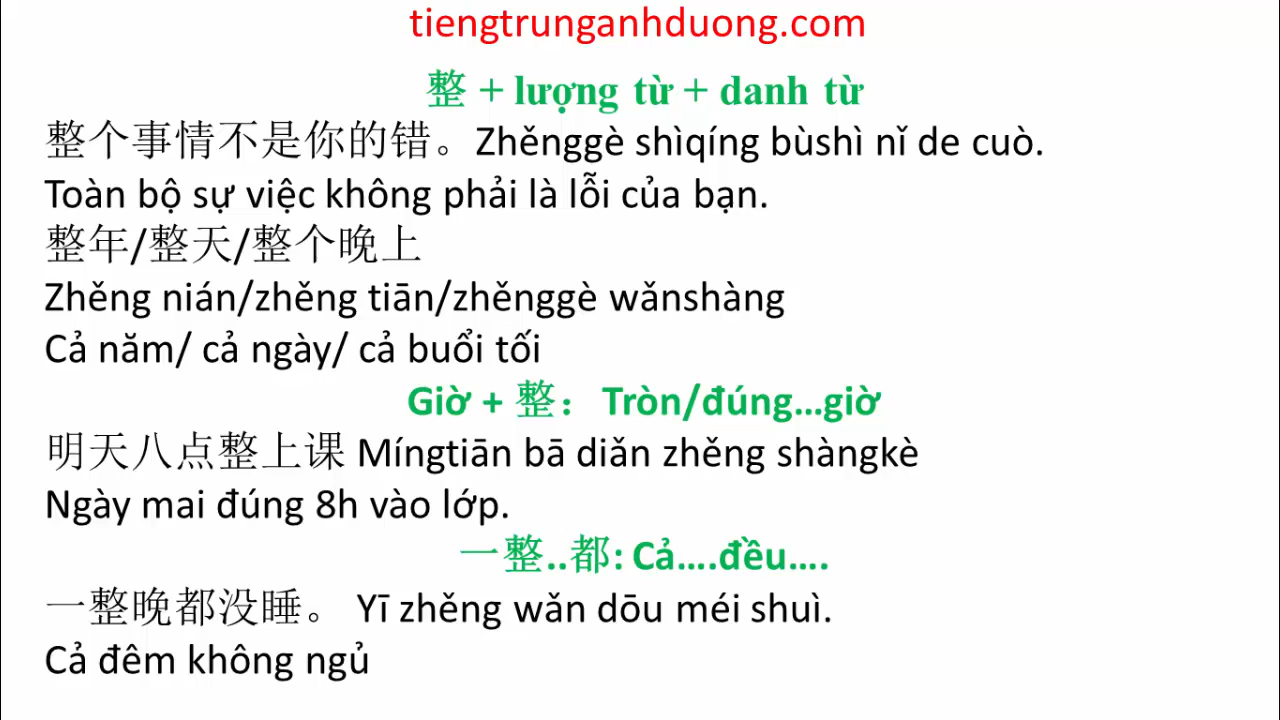 tiengtrunganhduong.com
整 + lượng từ + danh từ
整个事情不是你的错。Zhěnggè shìqíng bùshì nǐ de cuò.
Toàn bộ sự việc không phải là lỗi của bạn.
整年/整天/整个晚上
Zhěng nián/zhěng tiān/zhěnggè wǎnshàng
Cả năm/ cả ngày/ cả buổi tối
Giờ + 整：Tròn/đúng...giờ
明天八点整上课 Míngtiān bā diǎn zhěng shàngkè
Ngày mai đúng 8h vào lớp.
一整..都: Cả....đều....
一整晚都没睡。 Yī zhěng wǎn dōu méi shuì.
Cả đêm không ngủ